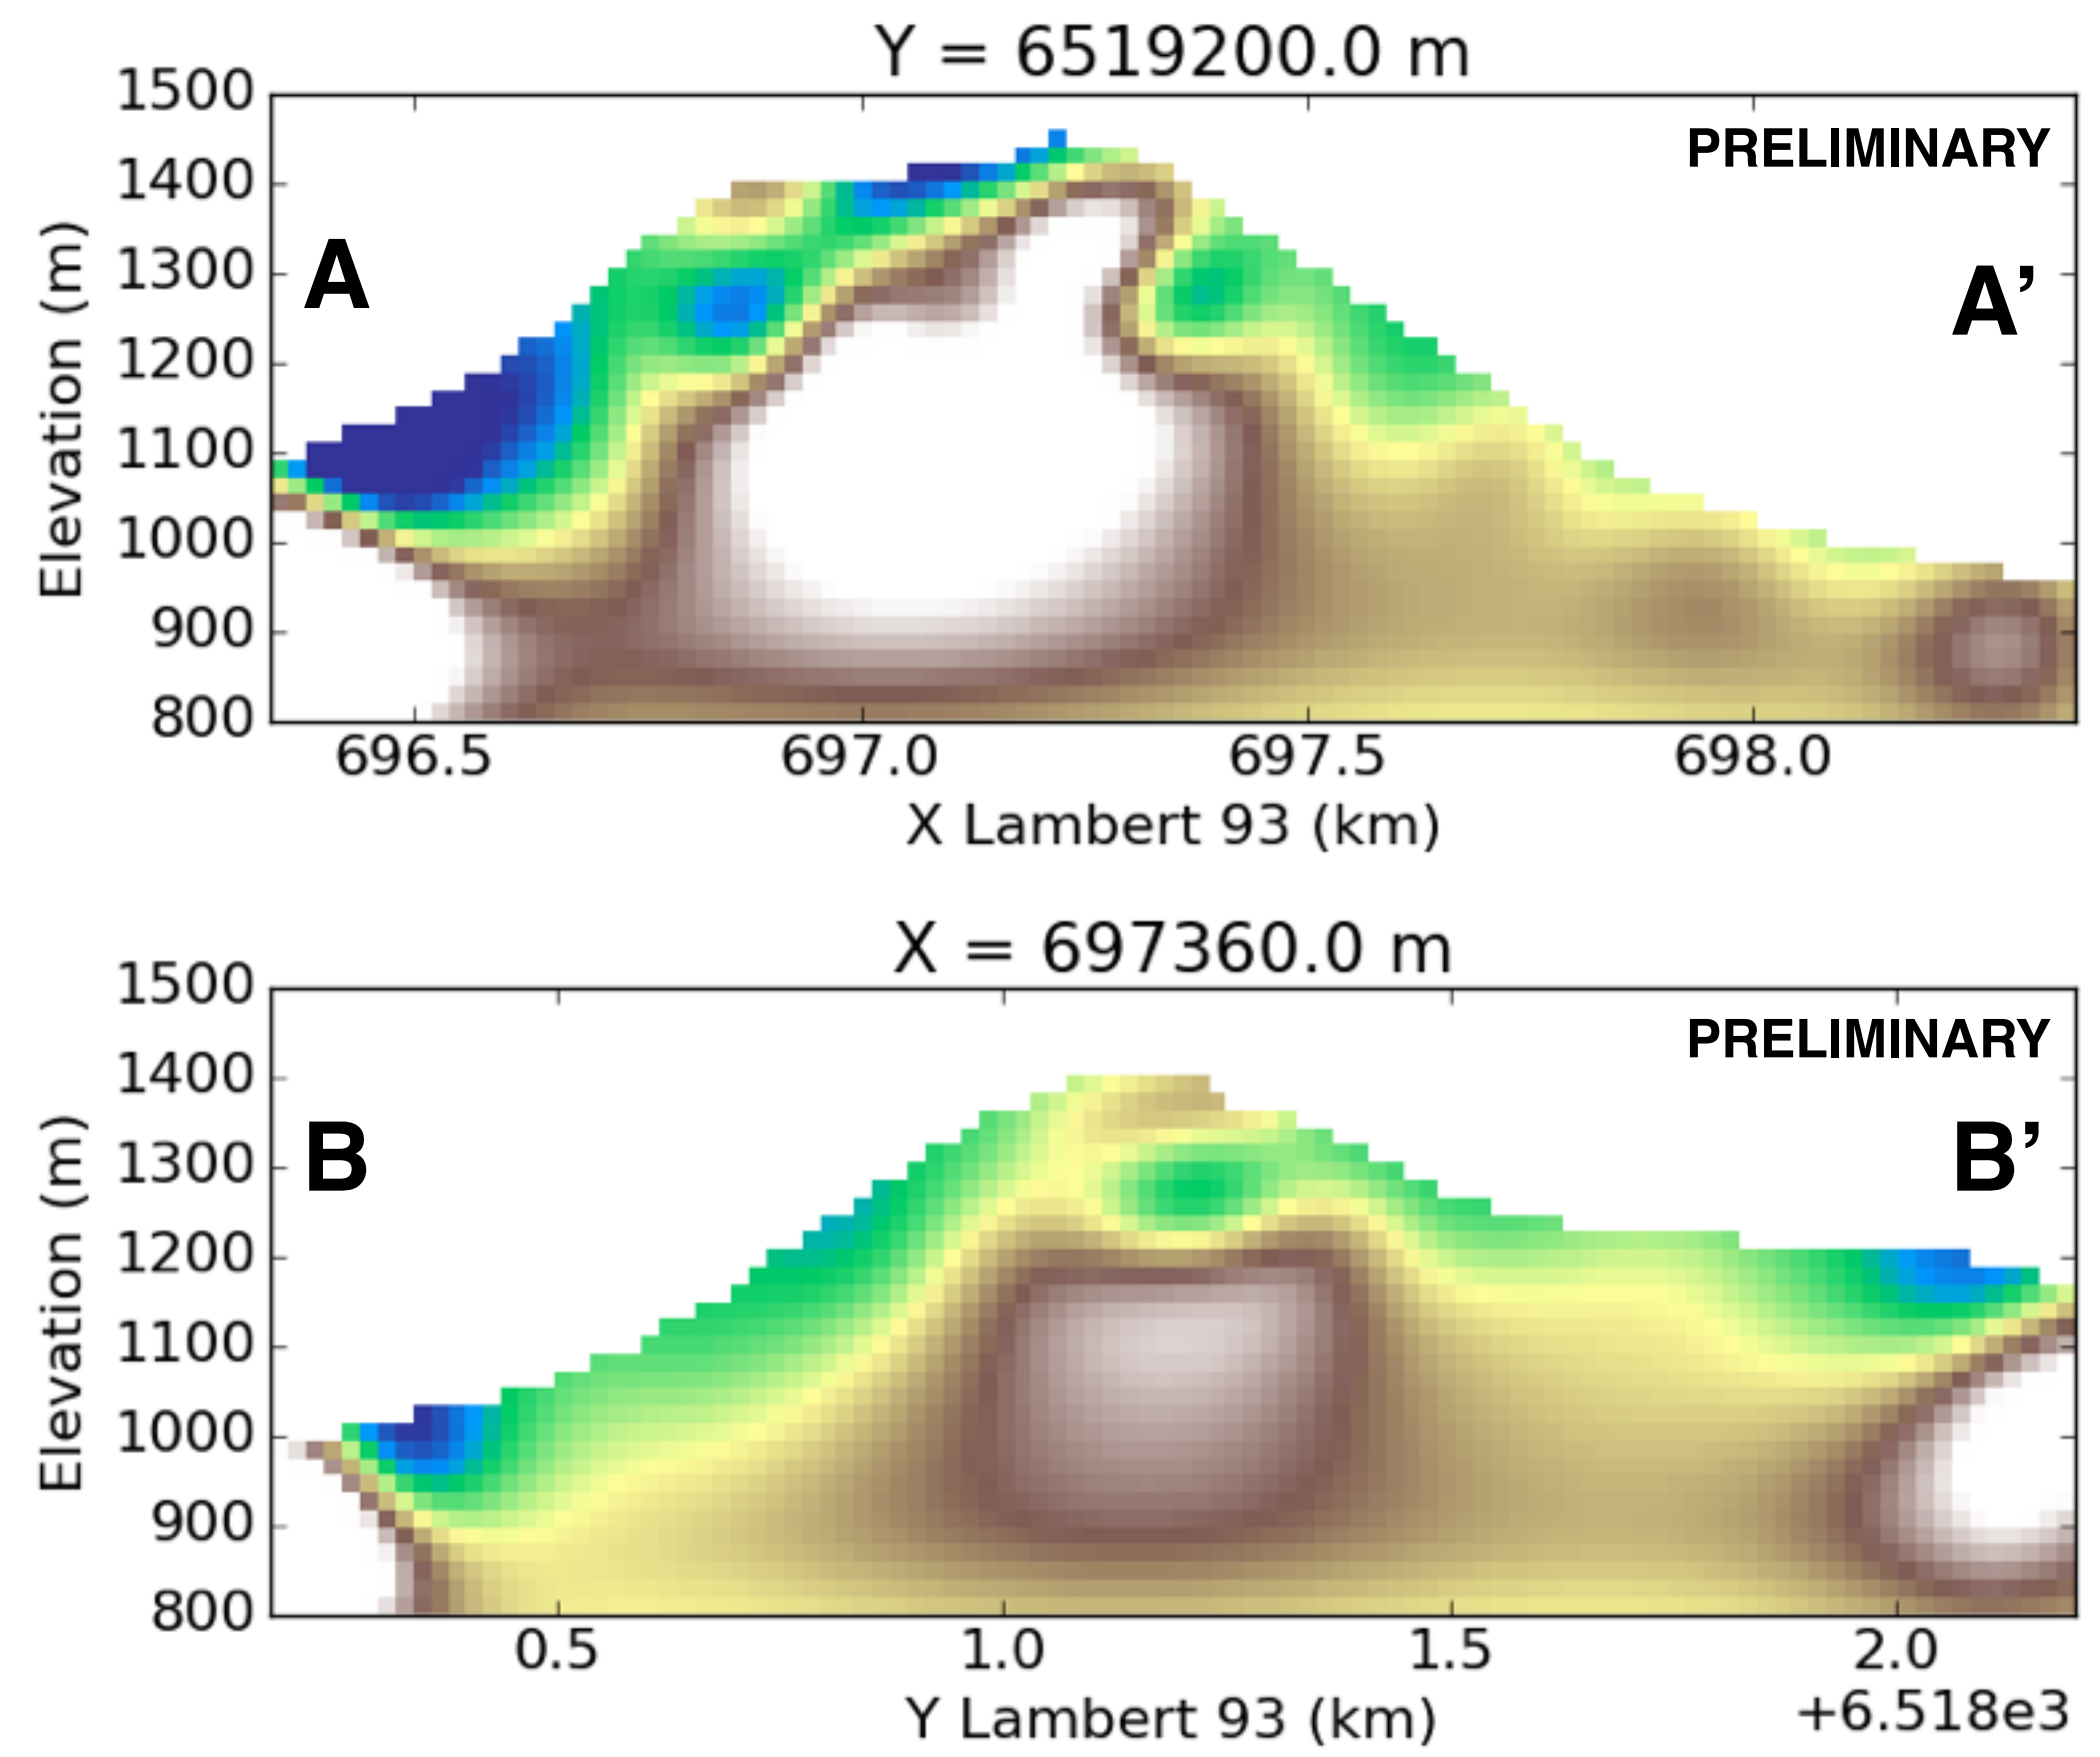 Y = 6519200.0 m
1500
PRELIMINARY
1400
1300
A
A’
1200
1100
1000
900
800
Elevation (m)
696.5 697.0 697.5 698.0
X Lambert 93 (km)
X = 697360.0 m
1500
PRELIMINARY
1400
1300
B
B’
1200
1100
1000
900
800
Elevation (m)
0.5 1.0 1.5 2.0
Y Lambert 93 (km)
+6.518e3